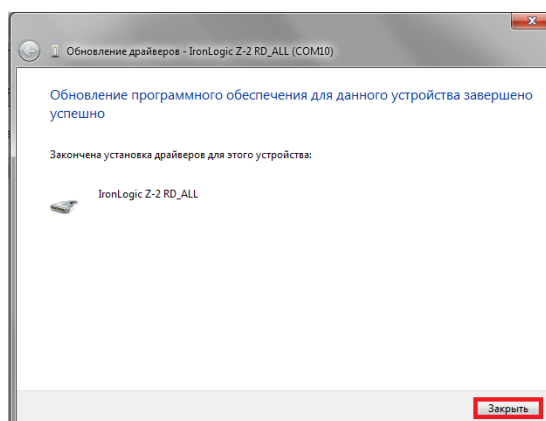 Обновление драйверов - IronLogic Z-2 RD_ALL (COM10)
Обновление программного обеспечения для данного устройства завершено
успешно
Закончена установка драйверов для этого устройства:
IronLogic Z-2 RD_ALL
Закрыть